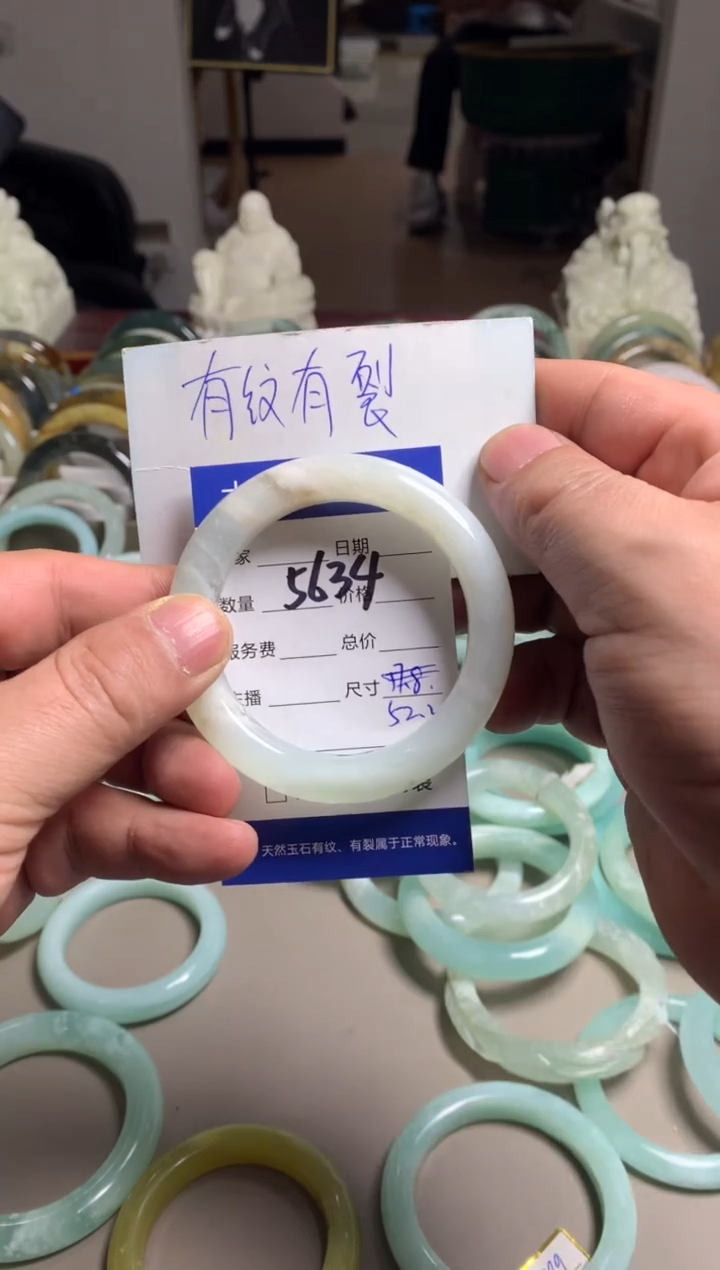 有纹有裂
家 日期
5634
数量 价格
服务费 总价
主播 尺寸
52.1
天然玉石有纹、有裂属于正常现象。